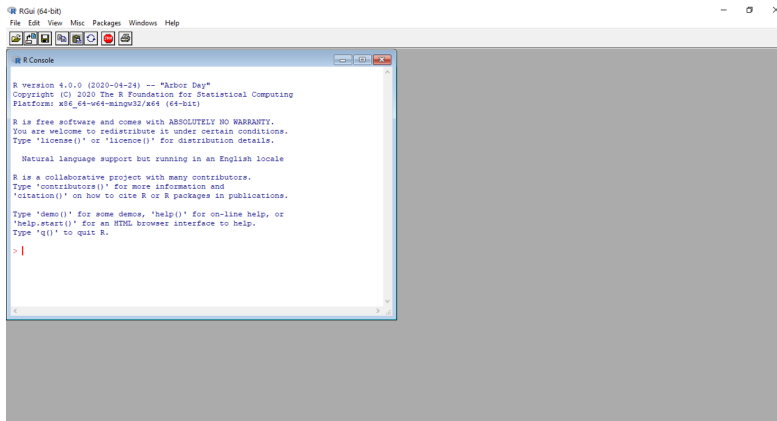 RGui (64-bit)
File Edit View Misc Packages Windows Help
STOP
R Console
R version 4.0.0 (2020-04-24) -- "Arbor Day"
Copyright (C) 2020 The R Foundation for Statistical Computing
Platform: x86_64-w64-mingw32/x64 (64-bit)
R is free software and comes with ABSOLUTELY NO WARRANTY.
You are welcome to redistribute it under certain conditions.
Type 'license()' or 'licence()' for distribution details.
Natural language support but running in an English locale
R is a collaborative project with many contributors.
Type 'contributors()' for more information and
'citation()' on how to cite R or R packages in publications.
Type 'demo()' for some demos, 'help()' for on-line help, or
'help.start()' for an HTML browser interface to help.
Type 'q()' to quit R.
>